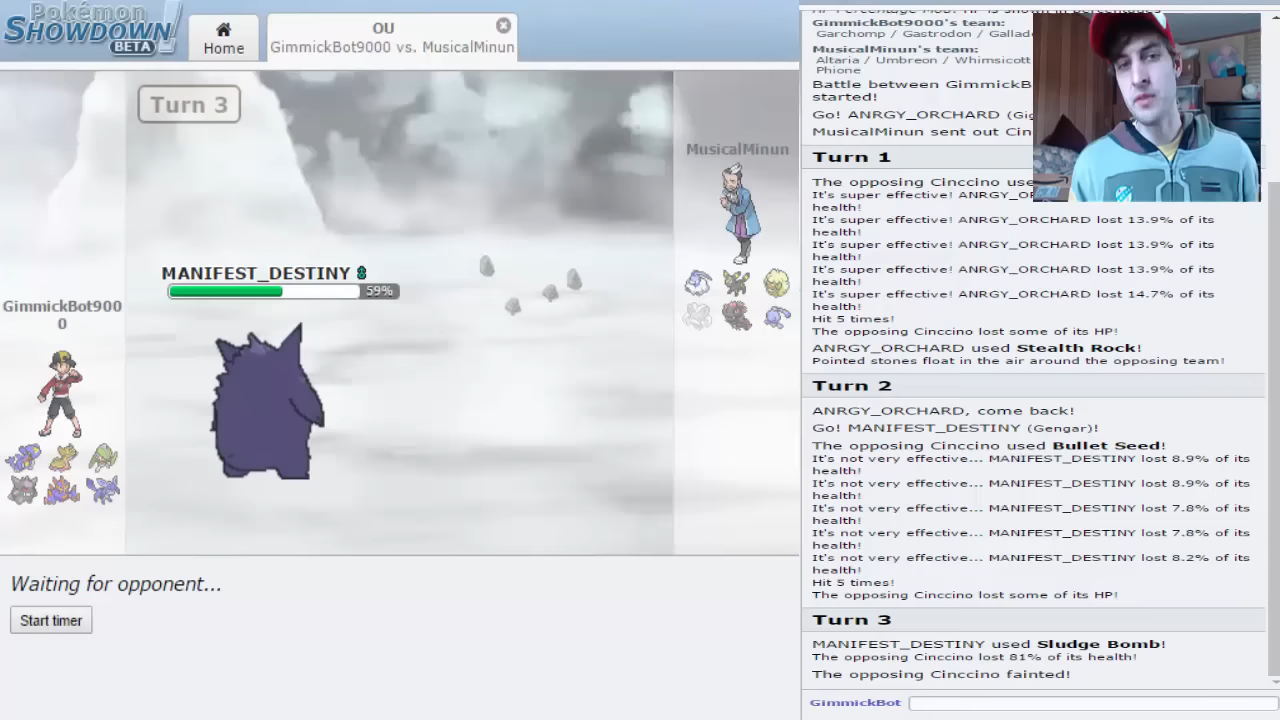 Pokémon
SHOWDOWN!
BETA
Home
OU
GimmickBot9000 vs. MusicalMinun
Turn 3
MusicalMinun
MANIFEST_DESTINY
59%
GimmickBot900
0
Waiting for opponent...
Start timer
GimmickBot9000's team:
Garchomp / Gastrodon /
MusicalMinun's team:
Altaria / Umbreon / Whimsicott
Phione
Battle between GimmickB
started!
Go! ANRGY_ORCHARD (Gig
MusicalMinun sent out Cin
Turn 1
The opposing Cinccino used
It's super effective! ANRGY_ORCHARD lost 13.9% of its
health!
It's super effective! ANRGY_ORCHARD lost 13.9% of its
health!
It's super effective! ANRGY_ORCHARD lost 13.9% of its
health!
It's super effective! ANRGY_ORCHARD lost 13.9% of its
health!
It's super effective! ANRGY_ORCHARD lost 14.7% of its
health!
Hit 5 times!
The opposing Cinccino lost some of its HP!
ANRGY_ORCHARD used Stealth Rock!
Pointed stones float in the air around the opposing team!
Turn 2
ANRGY_ORCHARD, come back!
Go! MANIFEST_DESTINY (Gengar)!
The opposing Cinccino used Bullet Seed!
It's not very effective... MANIFEST_DESTINY lost 8.9% of its
health!
It's not very effective... MANIFEST_DESTINY lost 8.9% of its
health!
It's not very effective... MANIFEST_DESTINY lost 7.8% of its
health!
It's not very effective... MANIFEST_DESTINY lost 7.8% of its
health!
It's not very effective... MANIFEST_DESTINY lost 8.2% of its
health!
Hit 5 times!
The opposing Cinccino lost some of its HP!
Turn 3
MANIFEST_DESTINY used Sludge Bomb!
The opposing Cinccino lost 81% of its health!
The opposing Cinccino fainted!
GimmickBot